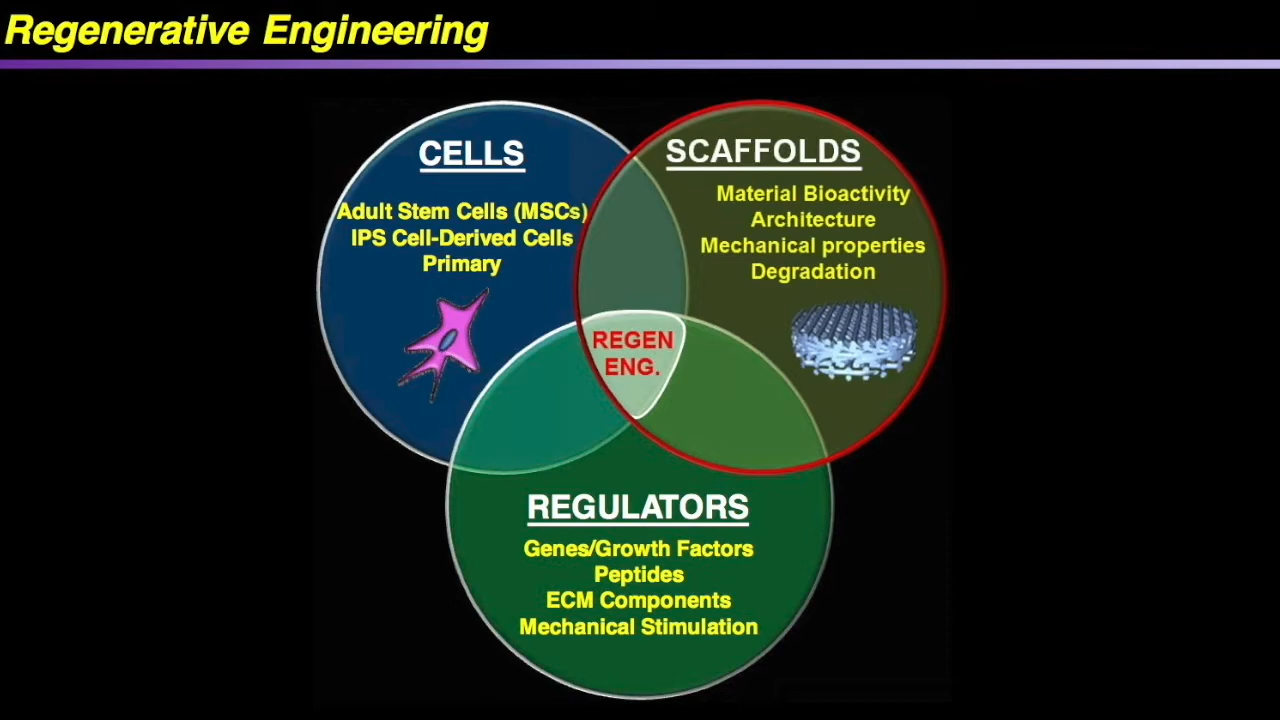 Regenerative Engineering
CELLS
Adult Stem Cells (MSCs)
IPS Cell-Derived Cells
Primary
SCAFFOLDS
Material Bioactivity
Architecture
Mechanical properties
Degradation
REGEN
ENG.
REGULATORS
Genes/Growth Factors
Peptides
ECM Components
Mechanical Stimulation